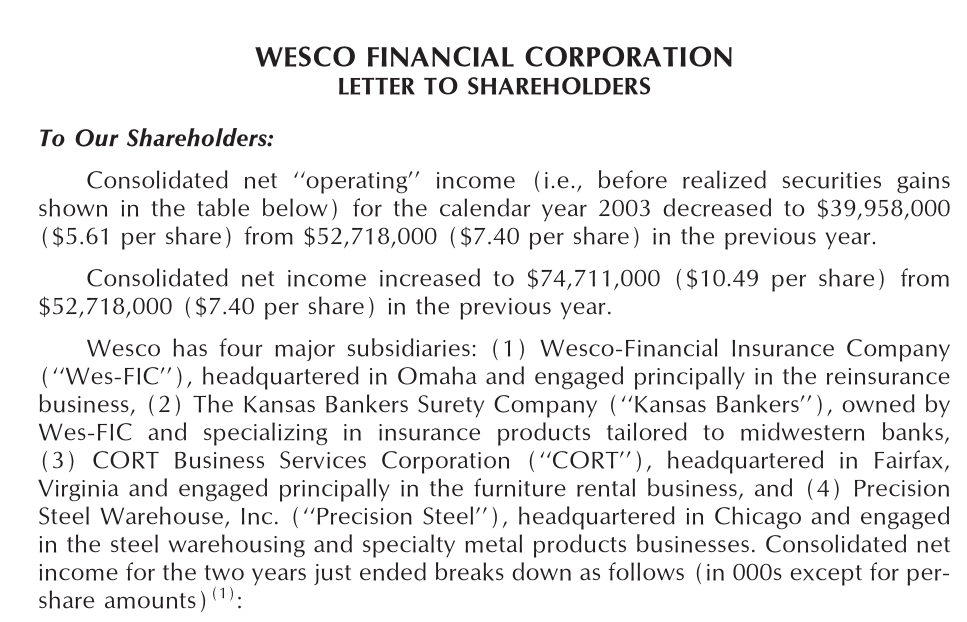 WESCO FINANCIAL CORPORATION
LETTER TO SHAREHOLDERS
To Our Shareholders:
Consolidated net ‘‘operating’’ income (i.e., before realized securities gains
shown in the table below) for the calendar year 2003 decreased to $39,958,000
($5.61 per share) from $52,718,000 ($7.40 per share) in the previous year.
Consolidated net income increased to $74,711,000 ($10.49 per share) from
$52,718,000 ($7.40 per share) in the previous year.
Wesco has four major subsidiaries: (1) Wesco-Financial Insurance Company
(‘‘Wes-FIC’’), headquartered in Omaha and engaged principally in the reinsurance
business, (2) The Kansas Bankers Surety Company (‘‘Kansas Bankers’’), owned by
Wes-FIC and specializing in insurance products tailored to midwestern banks,
(3) CORT Business Services Corporation (‘‘CORT’’), headquartered in Fairfax,
Virginia and engaged principally in the furniture rental business, and (4) Precision
Steel Warehouse, Inc. (‘‘Precision Steel’’), headquartered in Chicago and engaged
in the steel warehousing and specialty metal products businesses. Consolidated net
income for the two years just ended breaks down as follows (in 000s except for per-
share amounts)(1):